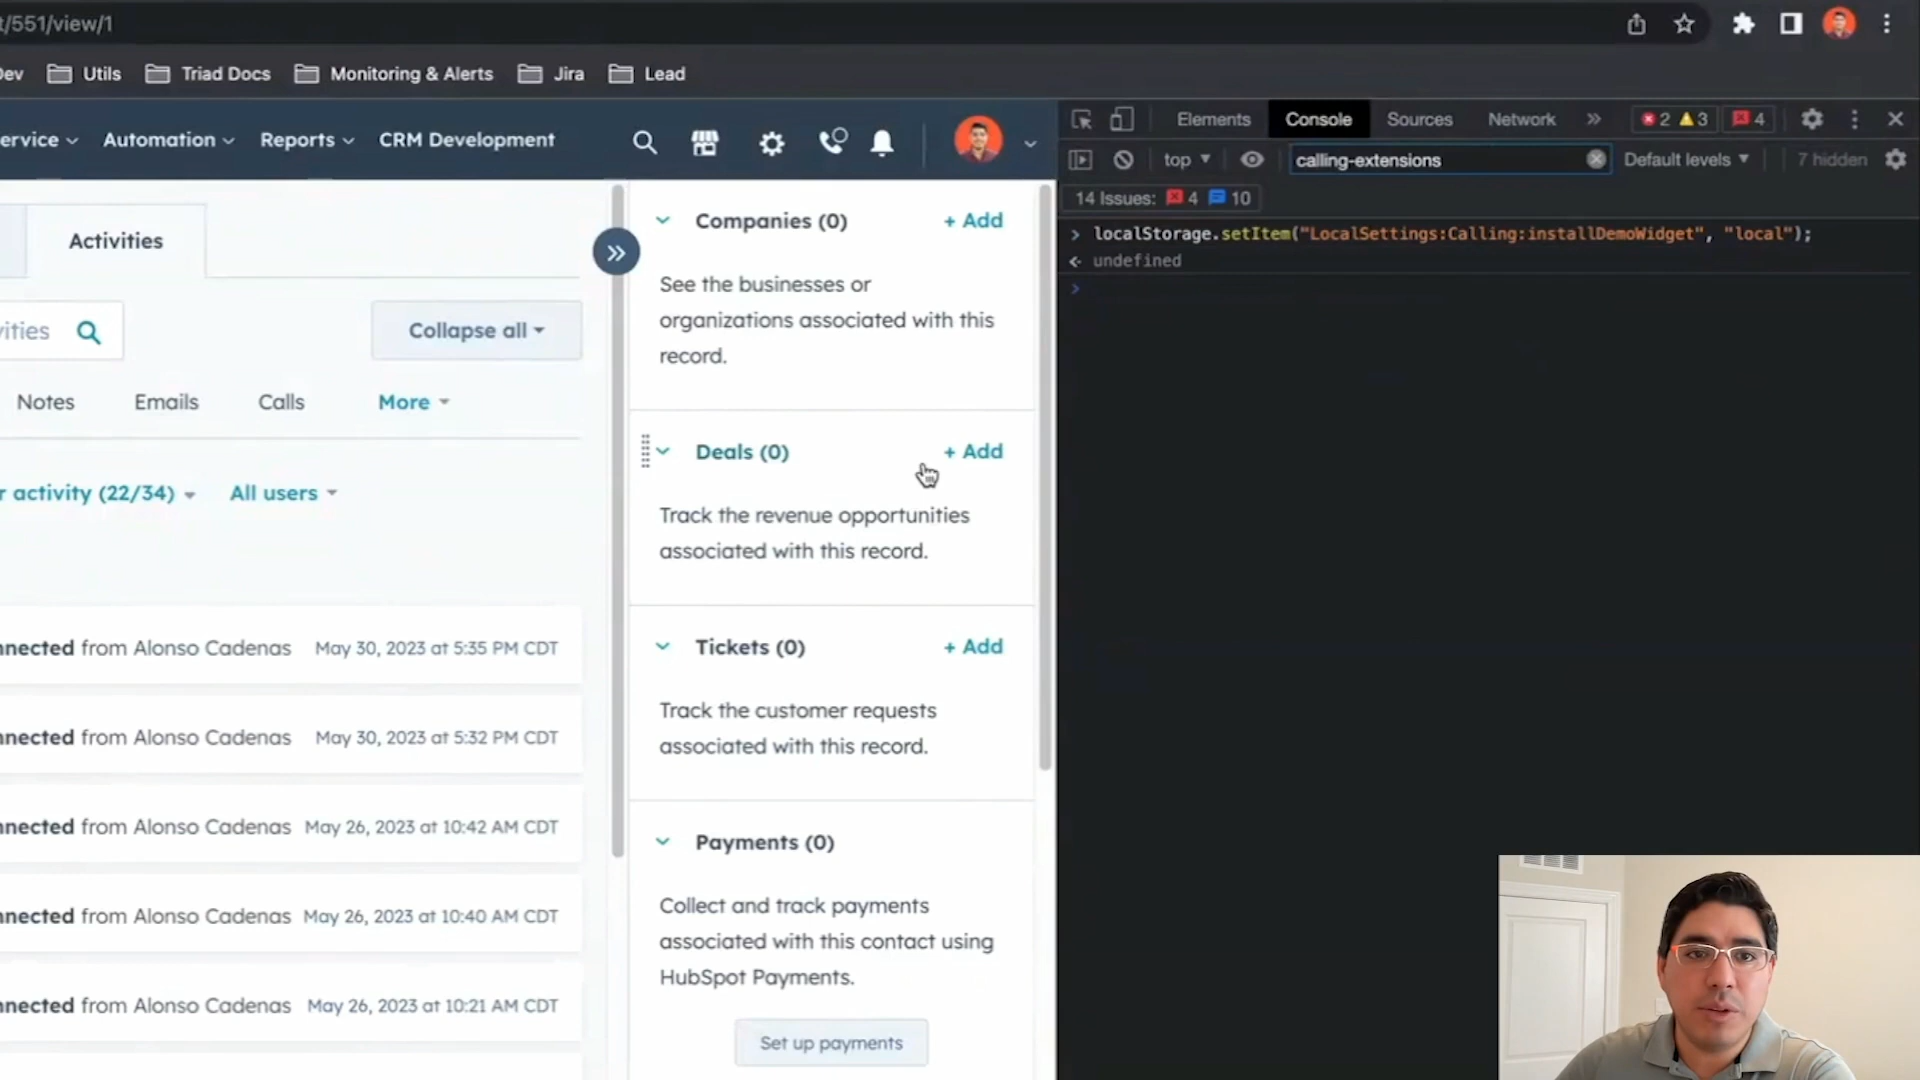 t/551/view/1
Dev
Utils
Triad Docs
Monitoring & Alerts
Jira
Lead
ervice
Automation
Reports
CRM Development
Activities
vities
Collapse all
Notes
Emails
Calls
More
r activity (22/34)
All users
nnected from Alonso Cadenas May 30, 2023 at 5:35 PM CDT
nnected from Alonso Cadenas May 30, 2023 at 5:32 PM CDT
nnected from Alonso Cadenas May 26, 2023 at 10:42 AM CDT
nnected from Alonso Cadenas May 26, 2023 at 10:40 AM CDT
nnected from Alonso Cadenas May 26, 2023 at 10:21 AM CDT
Companies (0) + Add
See the businesses or
organizations associated with this
record.
Deals (0) + Add
Track the revenue opportunities
associated with this record.
Tickets (0) + Add
Track the customer requests
associated with this record.
Payments (0)
Collect and track payments
associated with this contact using
HubSpot Payments.
Set up payments
Elements Console Sources Network » 2 3 4
top calling-extensions Default levels 7 hidden
14 Issues: 4 10
localStorage.setItem("LocalSettings:Calling:installDemoWidget", "local");
undefined